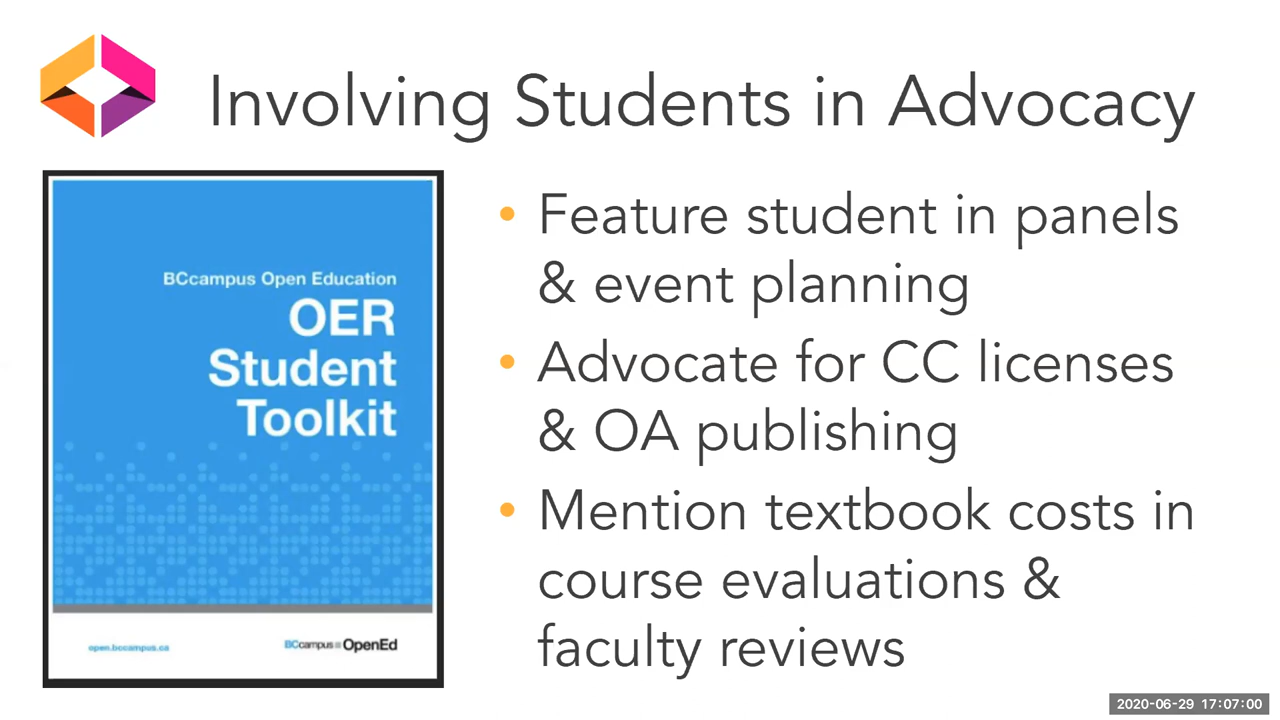 Involving Students in Advocacy
BCcampus Open Education
OER
Student
Toolkit
open.bccampus.ca
BCcampus OpenEd
• Feature student in panels
& event planning
• Advocate for CC licenses
& OA publishing
• Mention textbook costs in
course evaluations &
faculty reviews
2020-06-29 17:07:00